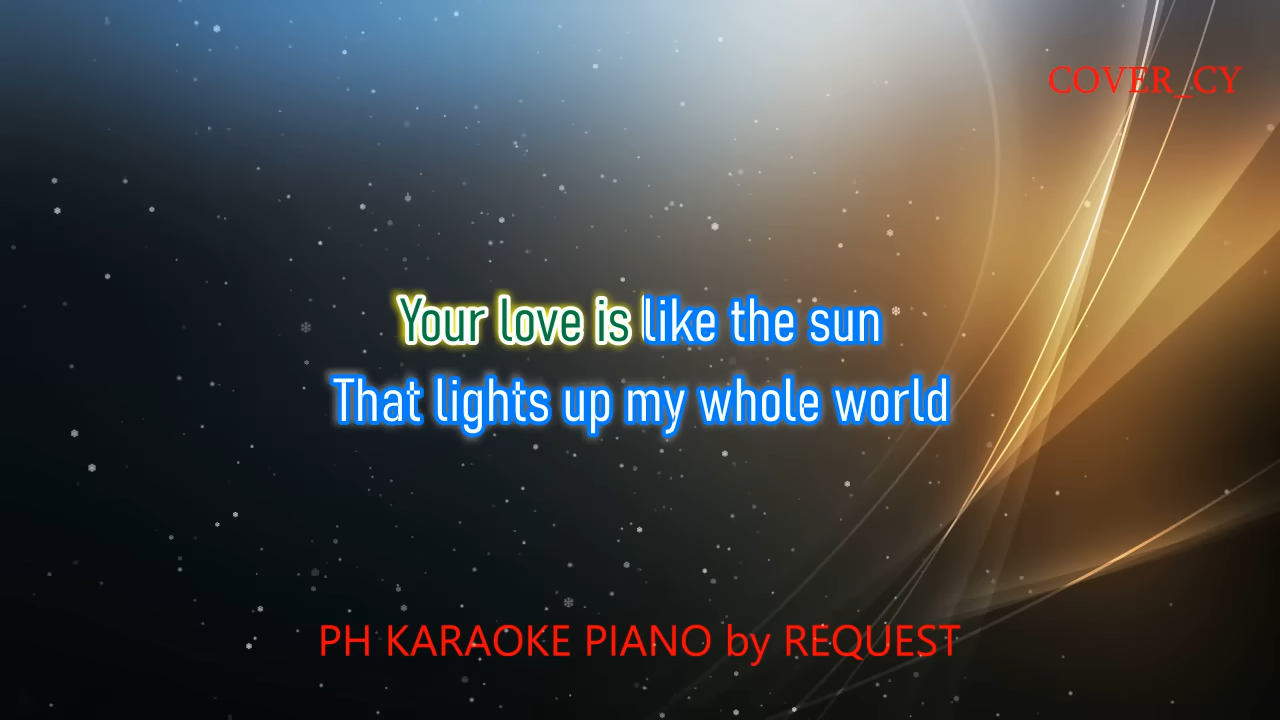 COVER_CY
Your love is like the sun
That lights up my whole world
PH KARAOKE PIANO by REQUEST